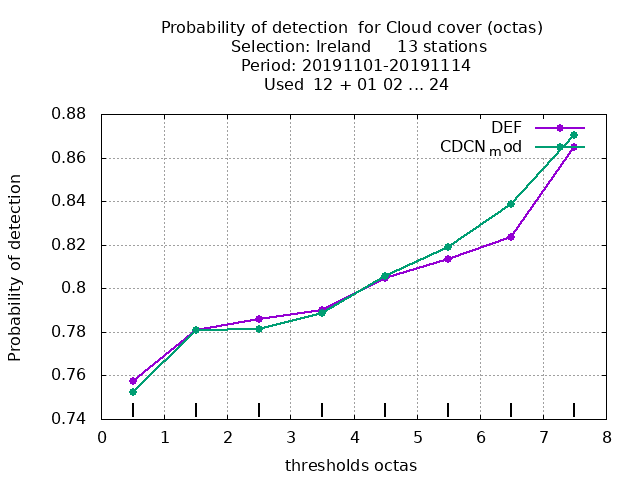 Probability of detection  for Cloud cover (octas)
Selection: Ireland     13 stations
Period: 20191101-20191114
Used  12 + 01 02 ... 24
0.88
0.86
0.84
0.82
0.8
0.78
0.76
0.74
Probability of detection
DEF
CDCNmod
0 1 2 3 4 5 6 7 8
thresholds octas